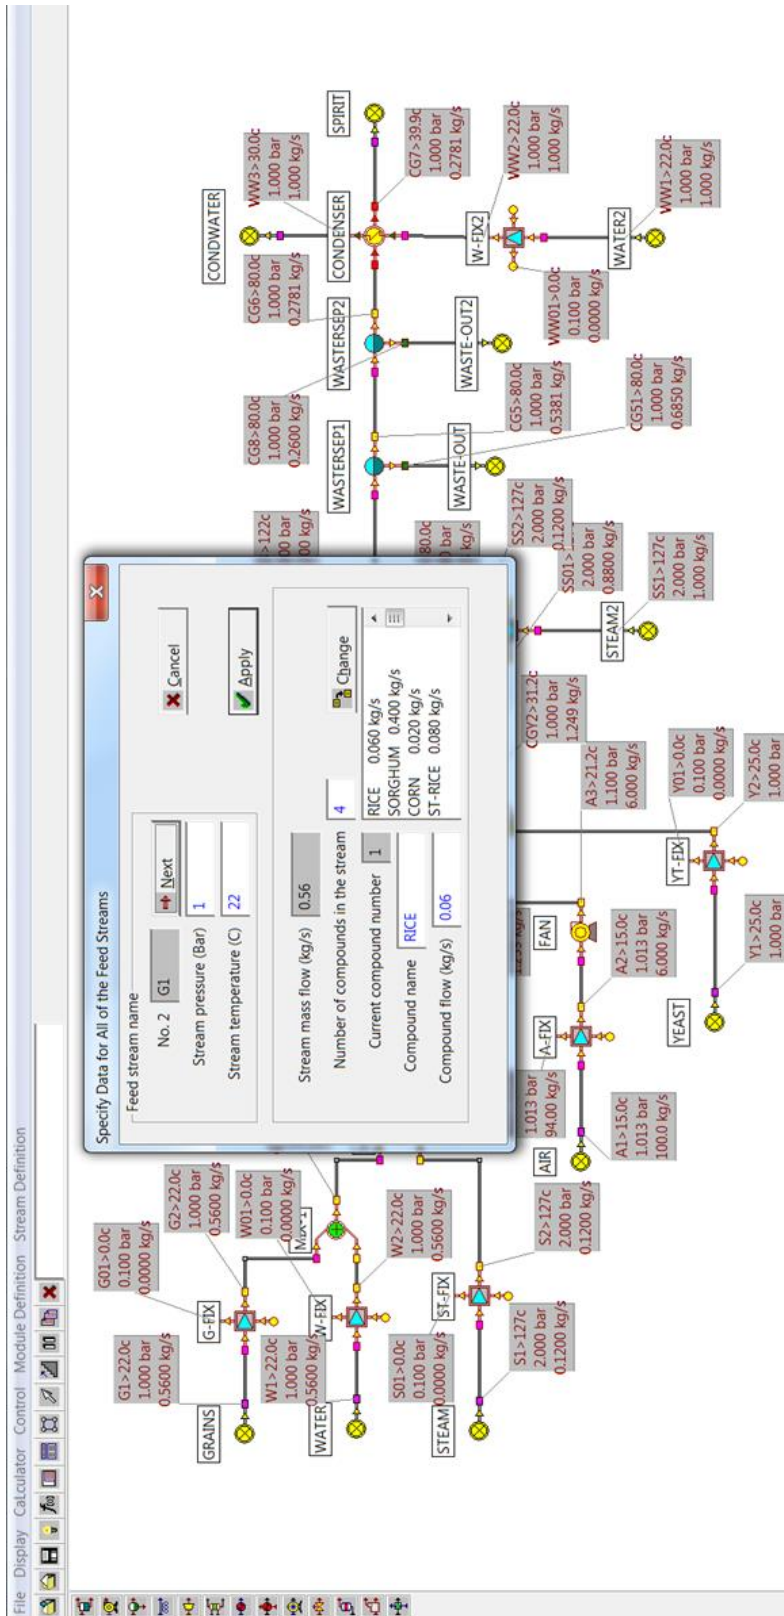 File Display CaLculator Control Module Definition Stream Definition
Specify Data for All of the Feed Streams
Feed stream name
No. 2 G1
Next
Cancel
Stream pressure (Bar) 1
Stream temperature (C) 22
Apply
Stream mass flow (kg/s) 0.56
Number of compounds in the stream 4
Change
Current compound number 1
Compound name RICE
Compound flow (kg/s) 0.06
RICE 0.060 kg/s
SORGHUM 0.400 kg/s
CORN 0.020 kg/s
ST-RICE 0.080 kg/s
G1>22.0c
1.000 bar
0.5600 kg/s
G01>0.0c
0.100 bar
0.0000 kg/s
G2>22.0c
1.000 bar
0.5600 kg/s
GRAINS
G-FIX
W01>0.0c
0.100 bar
0.0000 kg/s
MIX-1
W1>22.0c
1.000 bar
0.5600 kg/s
WATER
W-FIX
W2>22.0c
1.000 bar
0.5600 kg/s
S01>0.0c
0.100 bar
0.0000 kg/s
STEAM
ST-FIX
S1>127c
2.000 bar
0.1200 kg/s
S2>127c
2.000 bar
0.1200 kg/s
1.013 bar
94.00 kg/s
AIR
A-FIX
FAN
A1>15.0c
1.013 bar
100.0 kg/s
A2>15.0c
1.013 bar
6.000 kg/s
A3>21.2c
1.100 bar
6.000 kg/s
CGY2>31.2c
1.000 bar
1.249 kg/s
YEAST
YT-FIX
Y1>25.0c
1.000 bar
Y01>0.0c
0.100 bar
0.0000 kg/s
Y2>25.0c
1.000 bar
STEAM2
SS1>127c
2.000 bar
1.000 kg/s
SS01>
2.000 bar
0.8800 kg/s
SS2>127c
2.000 bar
0.1200 kg/s
>122c
WASTERSEP1
WASTE-OUT
CG5>80.0c
1.000 bar
0.5381 kg/s
CG51>80.0c
1.000 bar
0.6850 kg/s
CG8>80.0c
1.000 bar
0.2600 kg/s
WASTERSEP2
WASTE-OUT2
CG6>80.0c
1.000 bar
0.2781 kg/s
CONDWATER
CONDENSER
WW3>30.0c
1.000 bar
1.000 kg/s
SPIRIT
CG7>39.9c
1.000 bar
0.2781 kg/s
W-FIX2
WW2>22.0c
1.000 bar
1.000 kg/s
WW01>0.0c
0.100 bar
0.0000 kg/s
WATER2
WW1>22.0c
1.000 bar
1.000 kg/s